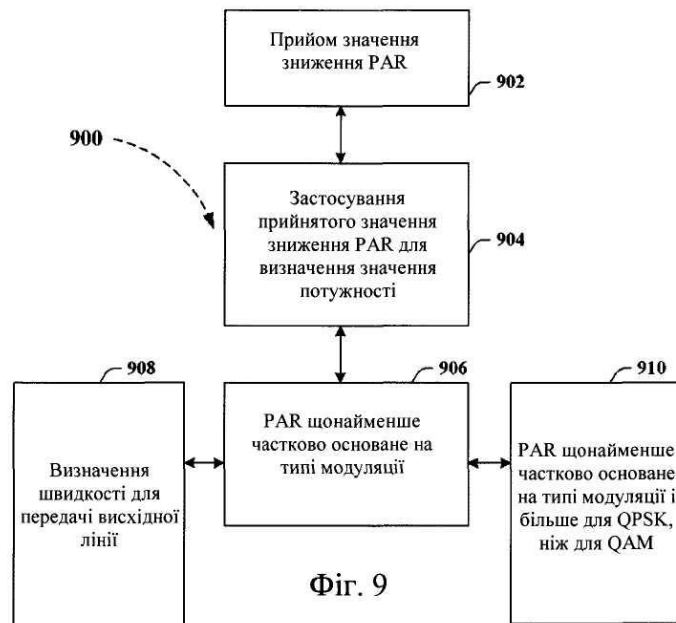 Прийом значення
зниження PAR
902
900
Застосування
прийнятого значення
зниження PAR для
визначення значення
потужності
904
908
906
910
Визначення
швидкості для
передачі висхідної
лінії
PAR щонайменше
частково основане на
типі модуляції
PAR щонайменше
частково основане
на типі модуляції і
більше для QPSK,
ніж для QAM
Фіг. 9